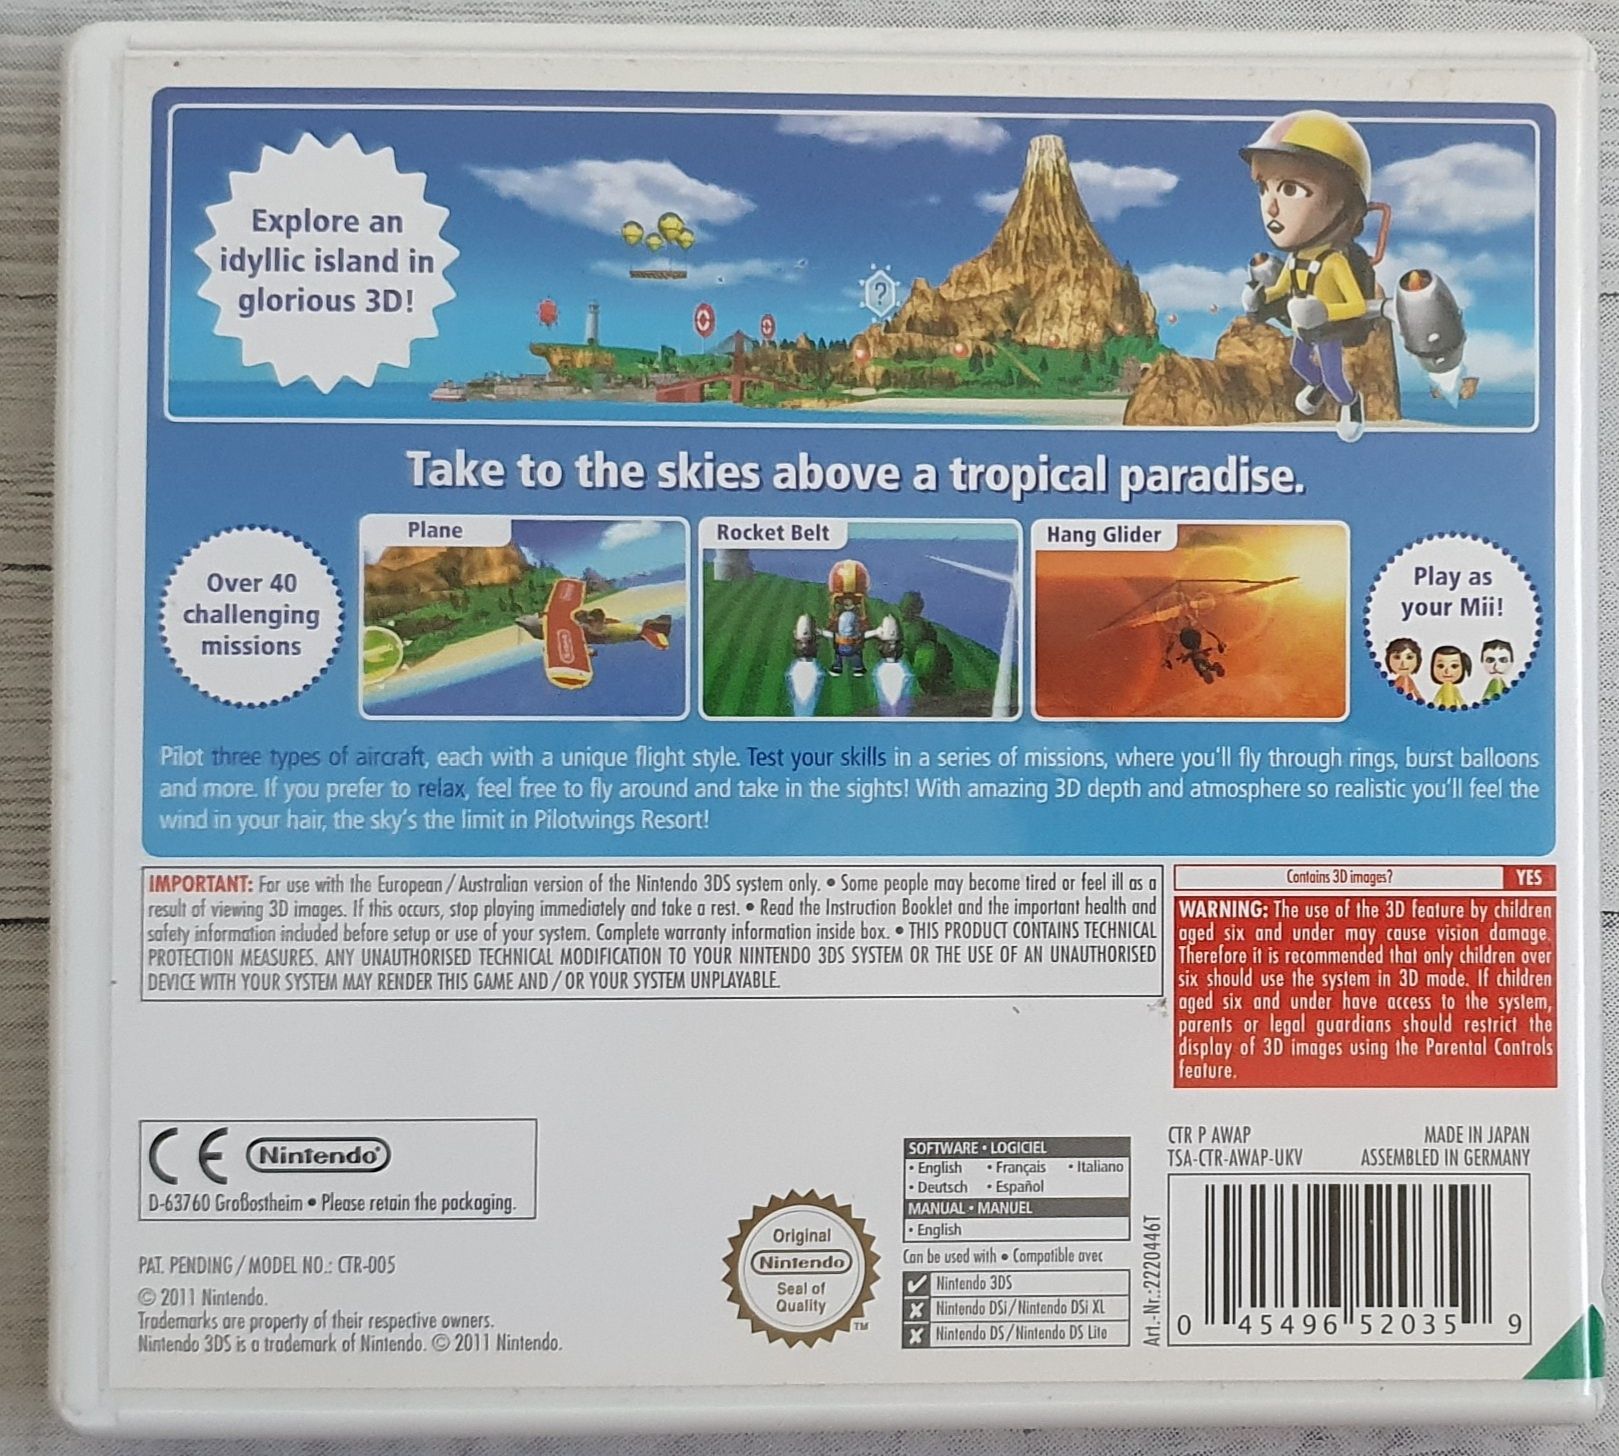 Explore an
idyllic island in
glorious 3D!
?
Take to the skies above a tropical paradise.
Over 40
challenging
missions
Plane
Nintendo
Rocket Belt
Hang Glider
Play as
your Mii!
Pilot three types of aircraft, each with a unique flight style. Test your skills in a series of missions, where you'll fly through rings, burst balloons
and more. If you prefer to relax, feel free to fly around and take in the sights! With amazing 3D depth and atmosphere so realistic you'll feel the
wind in your hair, the sky's the limit in Pilotwings Resort!
IMPORTANT: For use with the European/Australian version of the Nintendo 3DS system only. • Some people may become tired or feel ill as a
result of viewing 3D images. If this occurs, stop playing immediately and take a rest. • Read the Instruction Booklet and the important health and
safety information included before setup or use of your system. Complete warranty information inside box. • THIS PRODUCT CONTAINS TECHNICAL
PROTECTION MEASURES. ANY UNAUTHORISED TECHNICAL MODIFICATION TO YOUR NINTENDO 3DS SYSTEM OR THE USE OF AN UNAUTHORISED
DEVICE WITH YOUR SYSTEM MAY RENDER THIS GAME AND/OR YOUR SYSTEM UNPLAYABLE.
Contains 3D images? YES
WARNING: The use of the 3D feature by children
aged six and under may cause vision damage.
Therefore it is recommended that only children over
six should use the system in 3D mode. If children
aged six and under have access to the system,
parents or legal guardians should restrict the
display of 3D images using the Parental Controls
feature.
CE Nintendo®
D-63760 Großostheim • Please retain the packaging.
PAT. PENDING/MODEL NO.: CTR-005
© 2011 Nintendo.
Trademarks are property of their respective owners.
Nintendo 3DS is a trademark of Nintendo. © 2011 Nintendo.
Original
Nintendo
Seal of
Quality
TM
SOFTWARE • LOGICIEL
• English • Français • Italiano
• Deutsch • Español
MANUAL • MANUEL
• English
Can be used with • Compatible avec
Nintendo 3DS
Nintendo DSi/Nintendo DSi XL
Nintendo DS/Nintendo DS Lite
CTR P AWAP MADE IN JAPAN
TSA-CTR-AWAP-UKV ASSEMBLED IN GERMANY
Art.-Nr.:2220446T
0 45496 52035 9